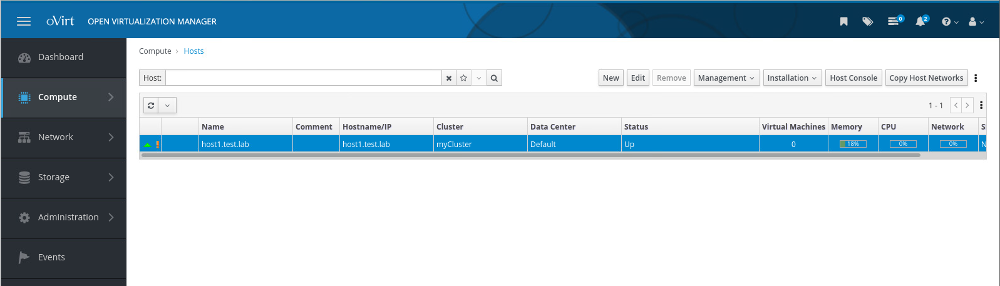 oVirt OPEN VIRTUALIZATION MANAGER 0 2 ?
Dashboard
Compute
Network
Storage
Administration
Events
Compute › Hosts
Host: New Edit Remove Management Installation Host Console Copy Host Networks
1 - 1
Name Comment Hostname/IP Cluster Data Center Status Virtual Machines Memory CPU Network
host1.test.lab host1.test.lab myCluster Default Up 0 18% 0% 0% N